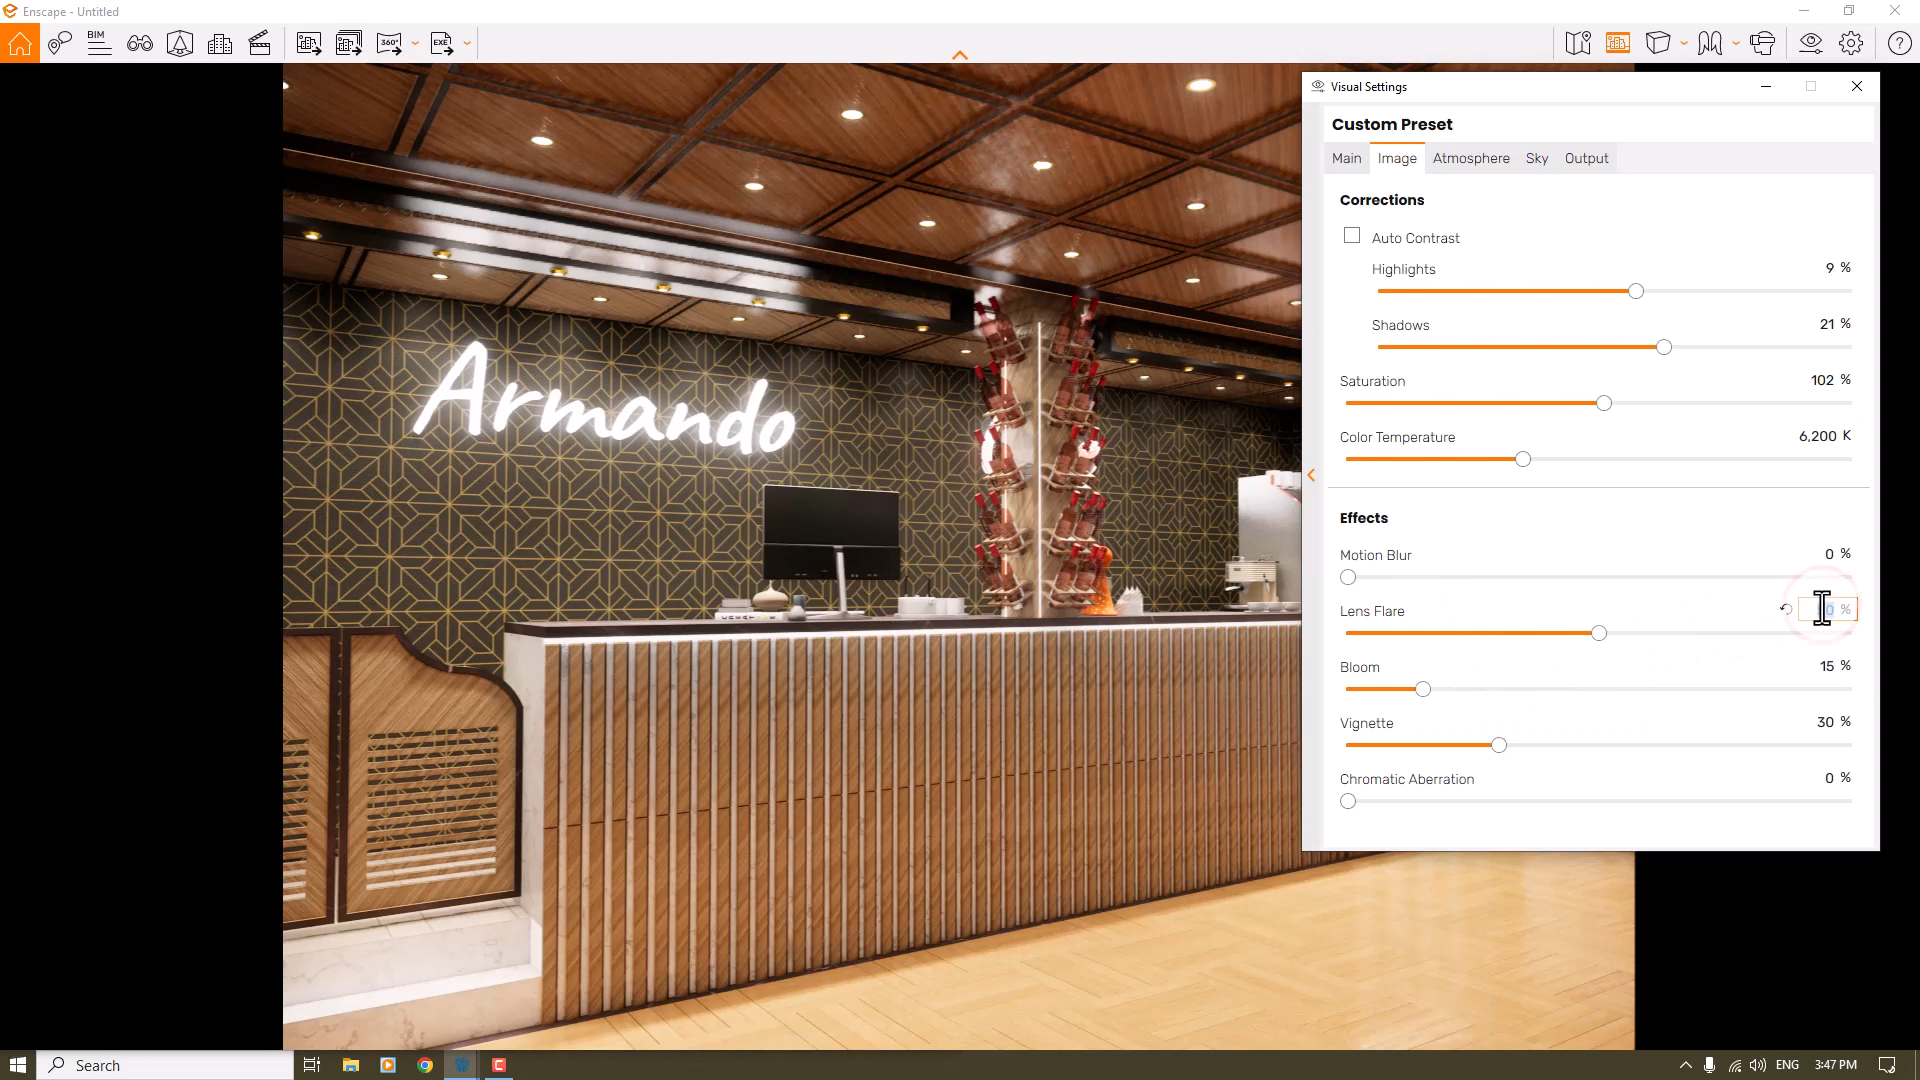 Enscape - Untitled
BIM
360°
EXE
?
Visual Settings
Custom Preset
Main Image Atmosphere Sky Output
Corrections
Auto Contrast
Highlights 9 %
Shadows 21 %
Saturation 102 %
Color Temperature 6,200 K
Effects
Motion Blur 0 %
Lens Flare %
Bloom 15 %
Vignette 30 %
Chromatic Aberration 0 %
Armando
Search
ENG 3:47 PM